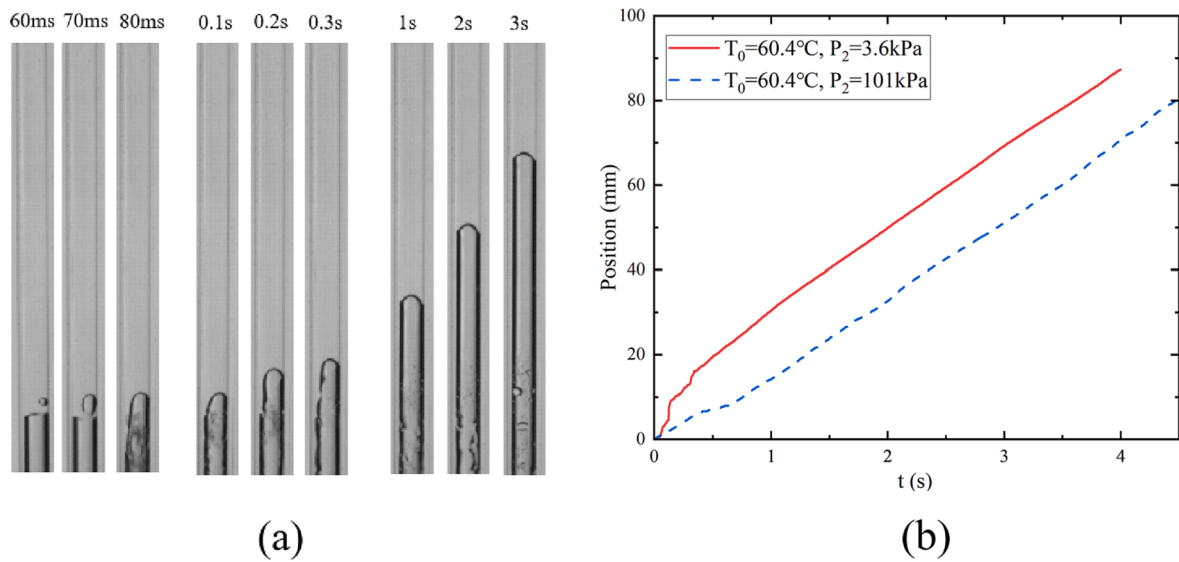 60ms 70ms 80ms 0.1s 0.2s 0.3s 1s 2s 3s
100
80
60
40
20
0
Position (mm)
T₀=60.4℃, P₂=3.6kPa
T₀=60.4℃, P₂=101kPa
0 1 2 3 4
t (s)
(a) (b)